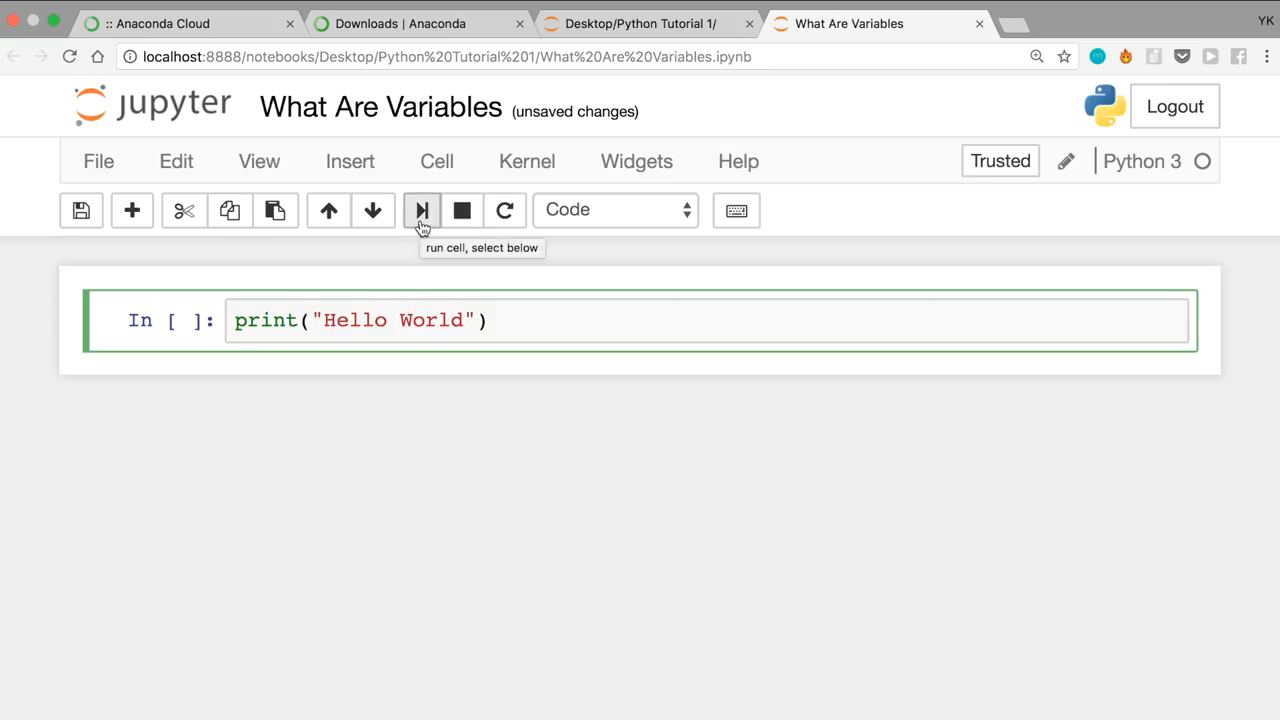 :: Anaconda Cloud
Downloads | Anaconda
Desktop/Python Tutorial 1/
What Are Variables
YK
localhost:8888/notebooks/Desktop/Python%20Tutorial%201/What%20Are%20Variables.ipynb
jupyter What Are Variables (unsaved changes)
Logout
File Edit View Insert Cell Kernel Widgets Help
Trusted
Python 3
Code
run cell, select below
In [ ]: print("Hello World")